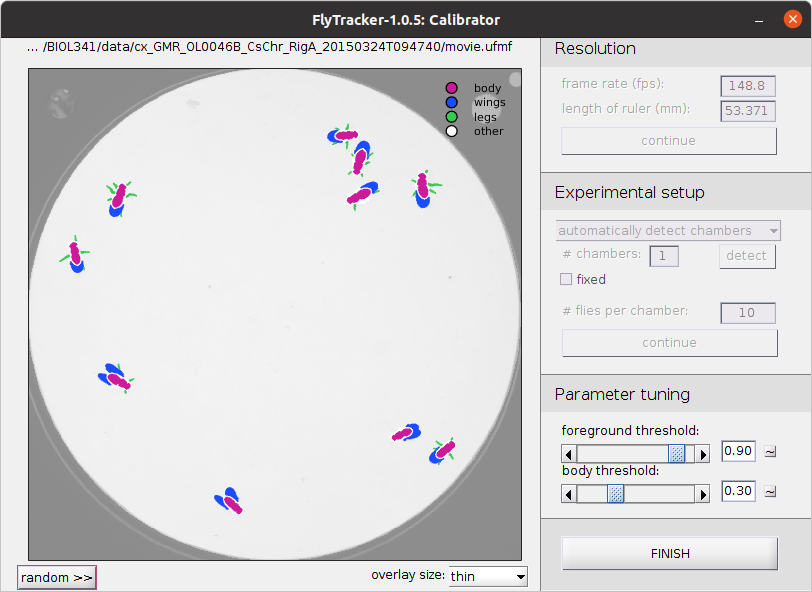 FlyTracker-1.0.5: Calibrator
... /BIOL341/data/cx_GMR_OL0046B_CsChr_RigA_20150324T094740/movie.ufmf
body
wings
legs
other
random >>
overlay size: thin
Resolution
frame rate (fps): 148.8
length of ruler (mm): 53.371
continue
Experimental setup
automatically detect chambers
# chambers: 1 detect
fixed
# flies per chamber: 10
continue
Parameter tuning
foreground threshold:
0.90 ~
body threshold:
0.30 ~
FINISH